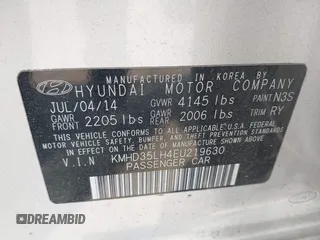 MANUFACTURED IN KOREA BY
HYUNDAI MOTOR COMPANY
JUL/04/14 GVWR 4145 lbs PAINT N3S
GAWR FRONT 2205 lbs GAWR REAR 2006 lbs TRIM RY
THIS VEHICLE CONFORMS TO ALL APPLICABLE U.S.
FEDERAL MOTOR VEHICLE SAFETY, BUMPER, AND
THEFT PREVENTION STANDARDS IN EFFECT ON THE DATE OF
MANUFACTURE SHOWN ABOVE.
V.I.N KMHD35LH4EU219630
PASSENGER CAR
DREAMBID